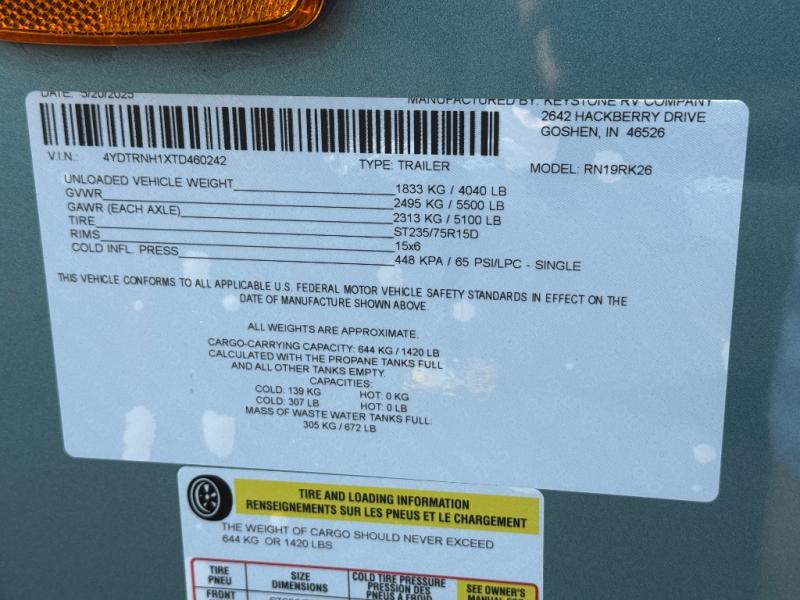 DATE: 5/20/2025
MANUFACTURED BY: KEYSTONE RV COMPANY
2642 HACKBERRY DRIVE
GOSHEN, IN 46526
V.I.N.: 4YDTRNH1XTD460242 TYPE: TRAILER MODEL: RN19RK26
UNLOADED VEHICLE WEIGHT 1833 KG / 4040 LB
GVWR 2495 KG / 5500 LB
GAWR (EACH AXLE) 2313 KG / 5100 LB
TIRE ST235/75R15D
RIMS 15x6
COLD INFL. PRESS 448 KPA / 65 PSI/LPC - SINGLE
THIS VEHICLE CONFORMS TO ALL APPLICABLE U.S. FEDERAL MOTOR VEHICLE SAFETY STANDARDS IN EFFECT ON THE
DATE OF MANUFACTURE SHOWN ABOVE.
ALL WEIGHTS ARE APPROXIMATE.
CARGO-CARRYING CAPACITY: 644 KG / 1420 LB
CALCULATED WITH THE PROPANE TANKS FULL
AND ALL OTHER TANKS EMPTY.
CAPACITIES:
COLD: 139 KG HOT: 0 KG
COLD: 307 LB HOT: 0 LB
MASS OF WASTE WATER TANKS FULL:
305 KG / 672 LB
TIRE AND LOADING INFORMATION
RENSEIGNEMENTS SUR LES PNEUS ET LE CHARGEMENT
THE WEIGHT OF CARGO SHOULD NEVER EXCEED
644 KG OR 1420 LBS
TIRE
PNEU
SIZE
DIMENSIONS
COLD TIRE PRESSURE
PRESSION DES
PNEUS A FROID
SEE OWNER'S
FRONT